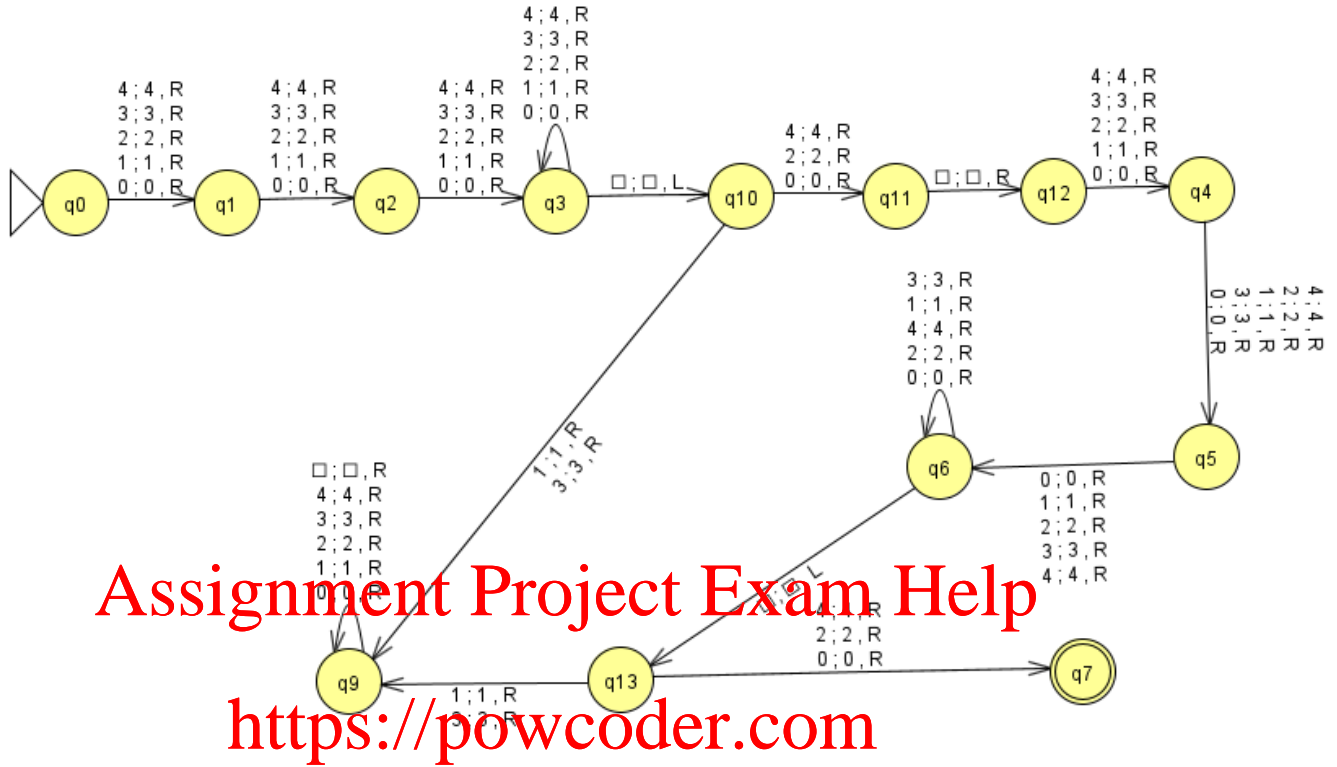 4 ; 4 , R
3 ; 3 , R
2 ; 2 , R
1 ; 1 , R
0 ; 0 , R
4 ; 4 , R
3 ; 3 , R
2 ; 2 , R
1 ; 1 , R
0 ; 0 , R
4 ; 4 , R
3 ; 3 , R
2 ; 2 , R
1 ; 1 , R
0 ; 0 , R
4 ; 4 , R
3 ; 3 , R
2 ; 2 , R
1 ; 1 , R
0 ; 0 , R
□ ; □ , L
4 ; 4 , R
2 ; 2 , R
0 ; 0 , R
□ ; □ , R
4 ; 4 , R
3 ; 3 , R
2 ; 2 , R
1 ; 1 , R
0 ; 0 , R
q0
q1
q2
q3
q10
q11
q12
q4
4 ; 4 , R
2 ; 2 , R
1 ; 1 , R
3 ; 3 , R
0 ; 0 , R
3 ; 3 , R
1 ; 1 , R
4 ; 4 , R
2 ; 2 , R
0 ; 0 , R
1 ; 1 , R
3 ; 3 , R
q6
q5
0 ; 0 , R
1 ; 1 , R
2 ; 2 , R
3 ; 3 , R
4 ; 4 , R
□ ; □ , R
4 ; 4 , R
3 ; 3 , R
2 ; 2 , R
1 ; 1 , R
0 ; 0 , R
Assignment Project Exam Help
□ ; □ , L
4 ; 4 , R
2 ; 2 , R
0 ; 0 , R
q9
q13
q7
1 ; 1 , R
3 ; 3 , R
https://powcoder.com